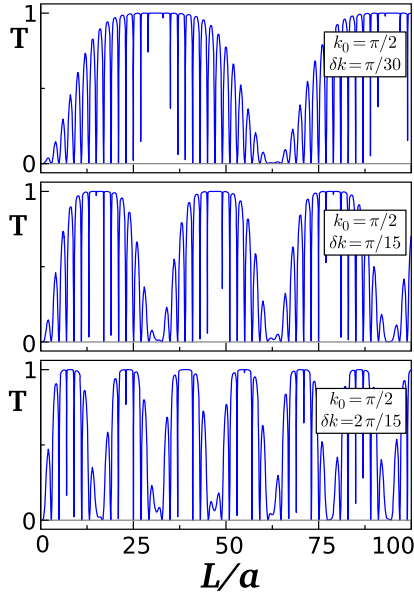 1
T
0
k₀ = π/2
δk = π/30
1
T
0
k₀ = π/2
δk = π/15
1
T
0
k₀ = π/2
δk = 2π/15
0 25 50 75 100
L/a